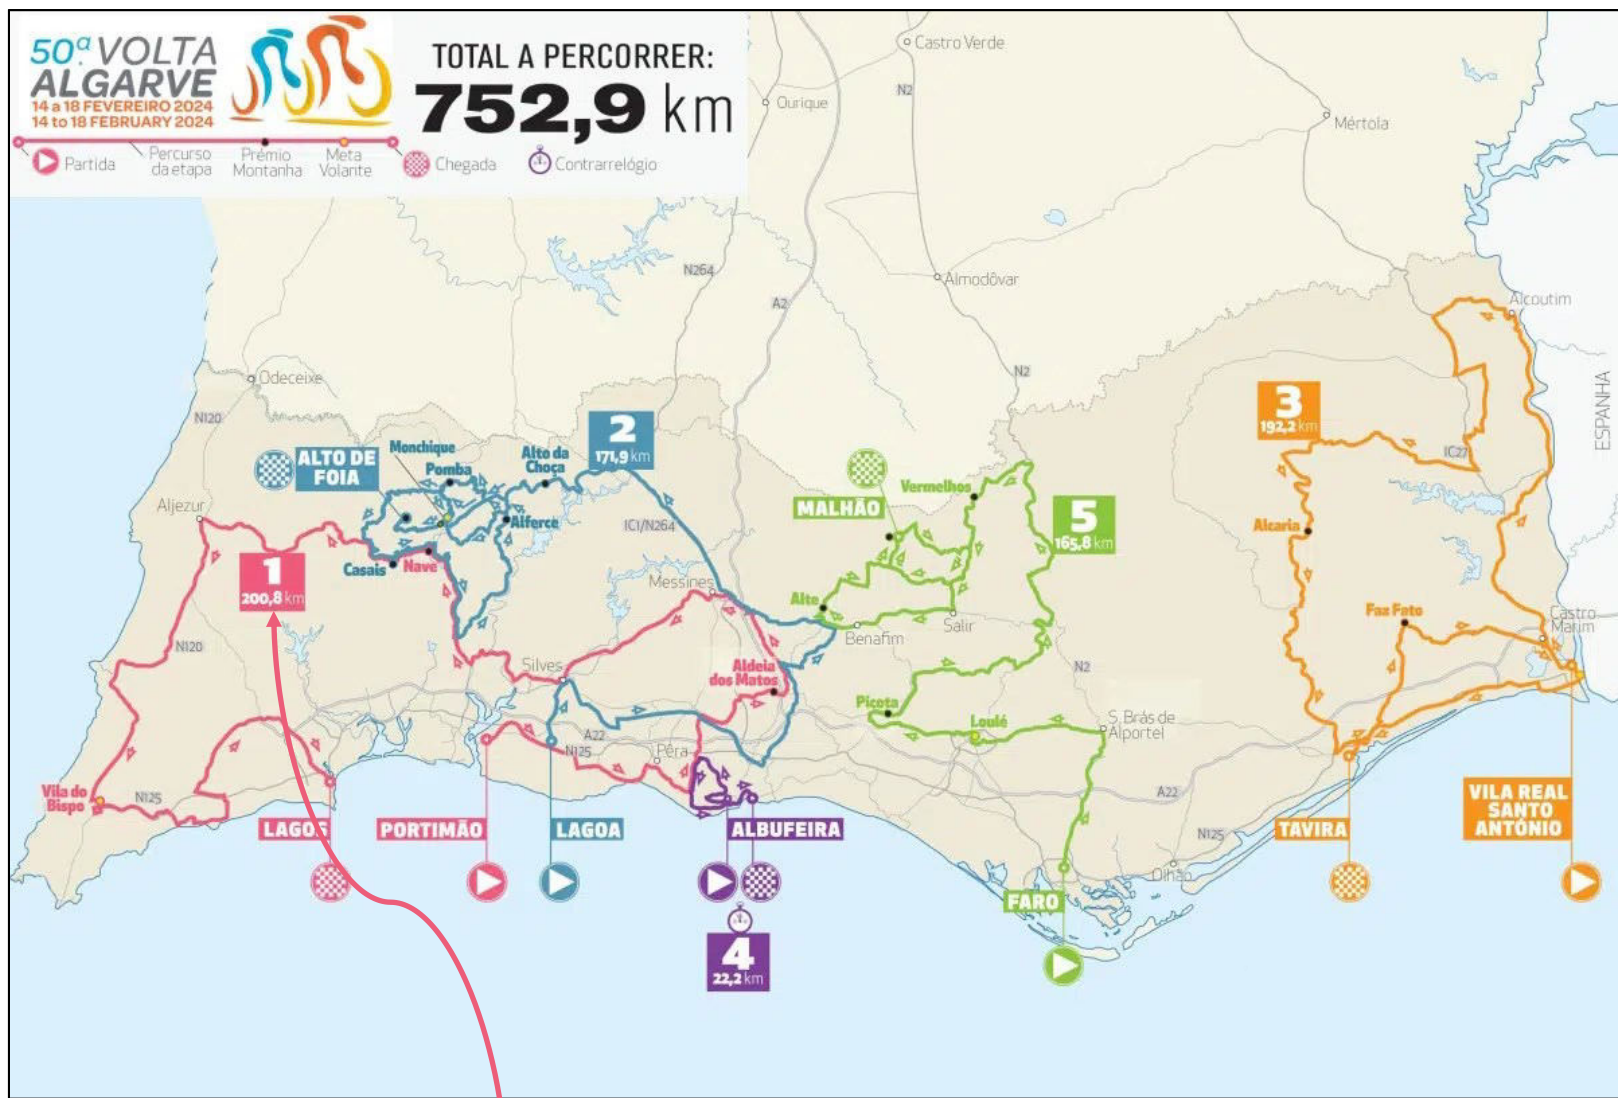 50.ª VOLTA
ALGARVE
14 a 18 FEVEREIRO 2024
14 to 18 FEBRUARY 2024
TOTAL A PERCORRER:
752,9 km
Partida
Percurso
da etapa
Prémio
Montanha
Meta
Volante
Chegada
Contrarrelógio
Castro Verde
Ourique
N2
Mértola
N264
A2
Almodôvar
Alcoutim
Odeceixe
N2
N120
ESPANHA
3
192,2 km
2
171,9 km
Monchique
ALTO DE
FOIA
Pomba
Alto da
Choça
IC27
Vermelhos
MALHÃO
Aljezur
Alferce
IC1/N264
5
165,8 km
Alcaria
Casais
Nave
1
200,8 km
Messines
Alte
Benafim
Salir
Faz Fato
Castro
Marim
N120
Silves
Aldeia
dos Matos
N2
Picota
Loulé
S. Brás de
Alportel
A22
N125
Pêra
Vila do
Bispo
N125
A22
LAGOS
PORTIMÃO
LAGOA
ALBUFEIRA
N125
TAVIRA
VILA REAL
SANTO
ANTÓNIO
Olhão
FARO
4
22,2 km